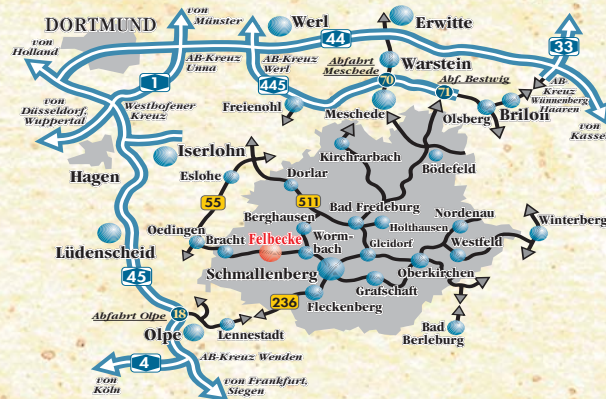 DORTMUND
von
Münster
Werl
Erwitte
von
Holland
44
33
AB-Kreuz
Unna
AB-Kreuz
Werl
Abfahrt
Meschede
Warstein
1
445
70
Abf. Bestwig
71
AB-
Kreuz
Wünnenberg
Haaren
von
Düsseldorf,
Wuppertal
Westhofener
Kreuz
Freienohl
Meschede
Olsberg
Brilon
von
Kassel
Iserlohn
Kirchrarbach
Bödefeld
Hagen
Eslohe
Dorlar
55
511
Bad Fredeburg
Berghausen
Holthausen
Nordenau
Winterberg
Oedingen
Bracht
Felbecke
Worm-
bach
Gleidorf
Westfeld
Lüdenscheid
Schmallenberg
Oberkirchen
45
Grafschaft
236
Fleckenberg
Abfahrt Olpe
18
Olpe
Lennestadt
Bad
Berleburg
AB-Kreuz Wenden
4
von
Köln
von Frankfurt,
Siegen